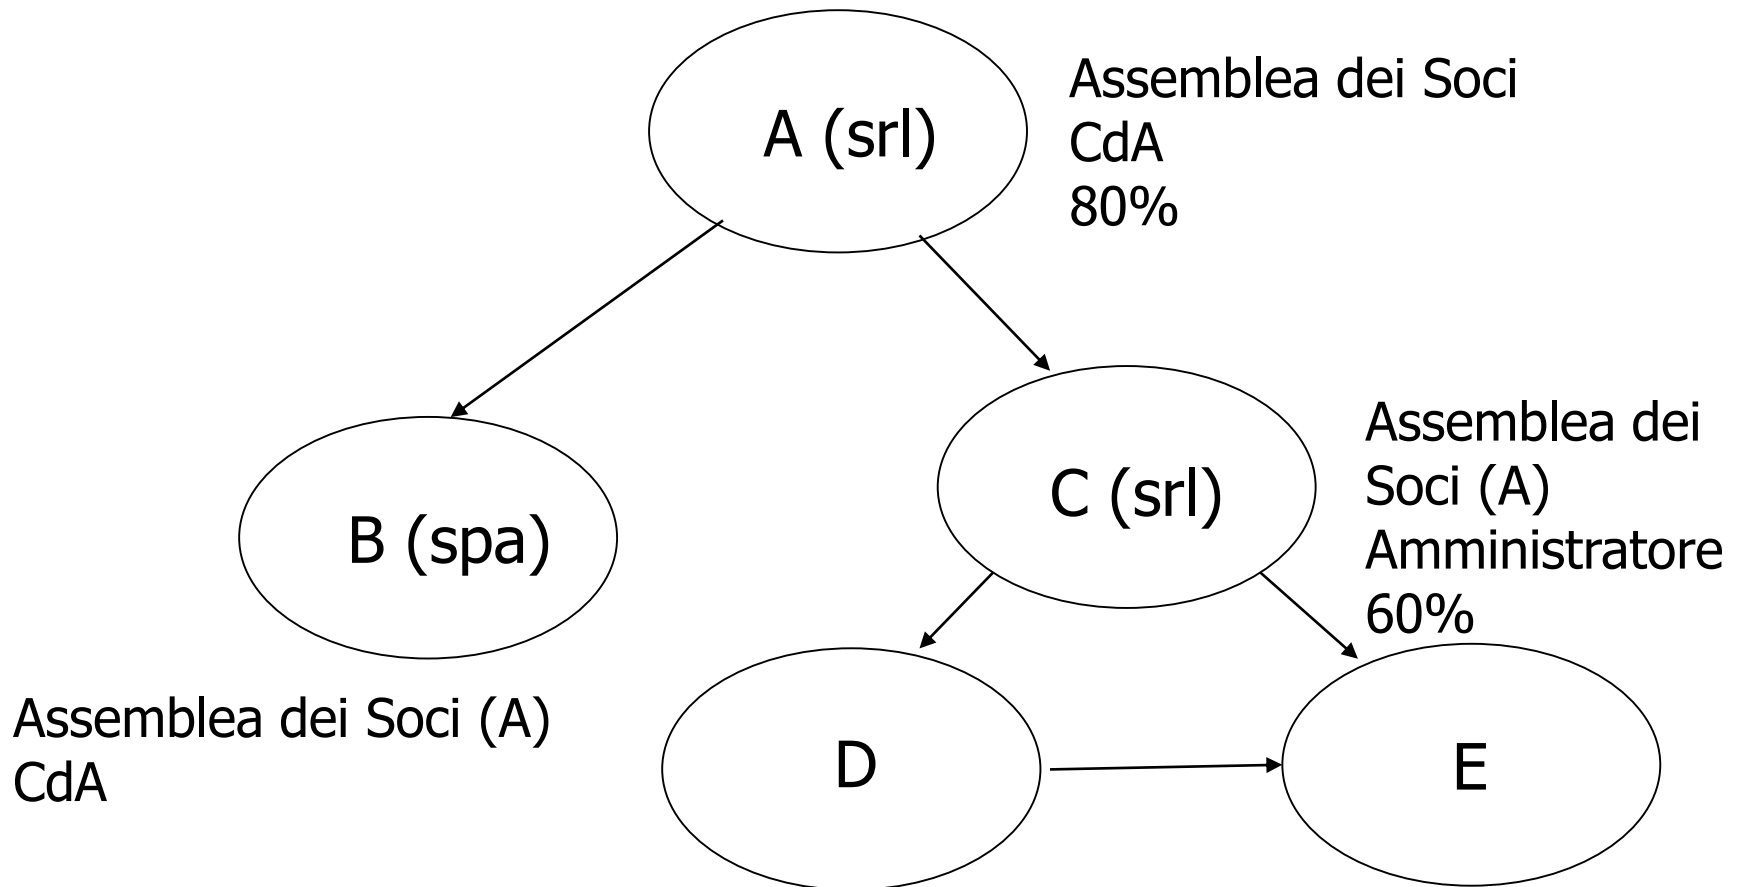 A (srl)
Assemblea dei Soci
CdA
80%
B (spa)
C (srl)
Assemblea dei
Soci (A)
Amministratore
60%
Assemblea dei Soci (A)
CdA
D
E